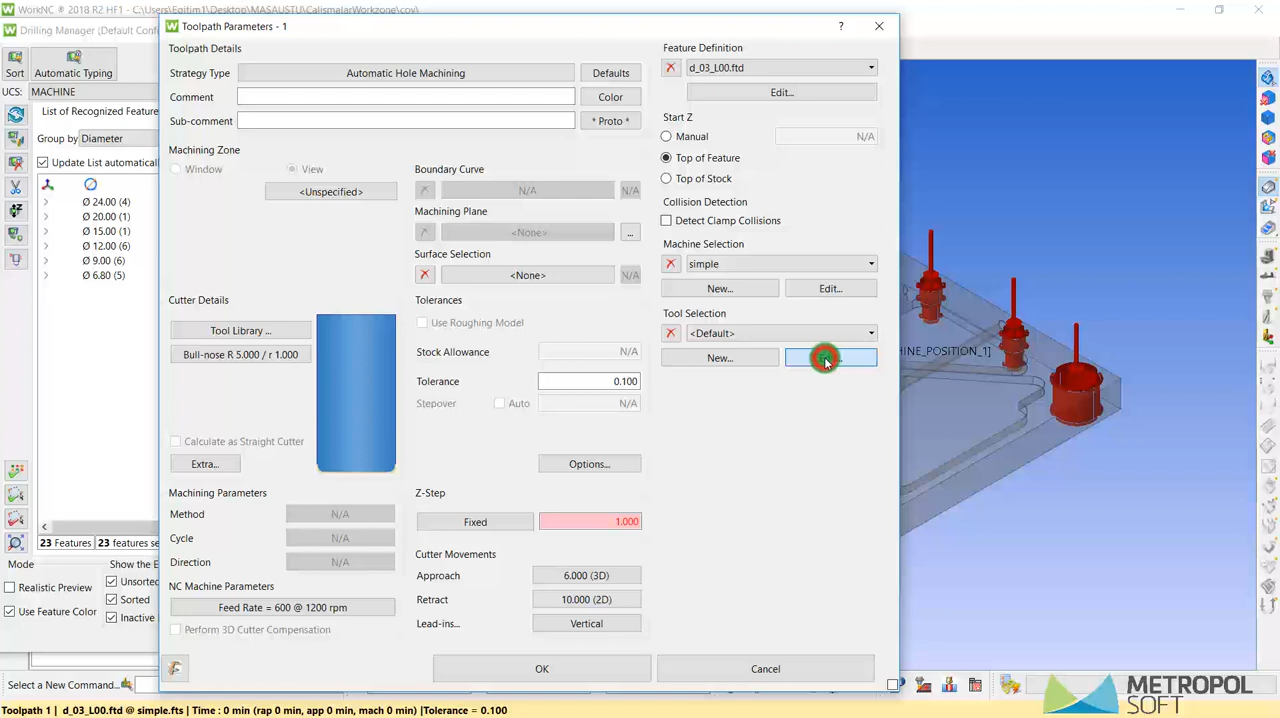 WorkNC ® 2018 R2 HF1 - C:\Users\Egitim1\Desktop\MASAUSTU\CalismalarWorkzone\cov\
Drilling Manager (Default Confi
Toolpath Parameters - 1
?
Sort
Automatic Typing
UCS: MACHINE
List of Recognized Feature
Group by Diameter
Update List automatical
Ø 24.00 (4)
Ø 20.00 (1)
Ø 15.00 (1)
Ø 12.00 (6)
Ø 9.00 (6)
Ø 6.80 (5)
23 Features
23 features se
Mode
Show the E
Realistic Preview
Unsorted
Use Feature Color
Sorted
Inactive
Select a New Command...
Toolpath Details
Strategy Type
Automatic Hole Machining
Defaults
Comment
Color
Sub-comment
* Proto *
Machining Zone
Window
View
<Unspecified>
Boundary Curve
N/A
N/A
Machining Plane
<None>
...
Surface Selection
<None>
N/A
Cutter Details
Tool Library ...
Bull-nose R 5.000 / r 1.000
Calculate as Straight Cutter
Extra...
Tolerances
Use Roughing Model
Stock Allowance
N/A
Tolerance
0.100
Stepover
Auto
N/A
Options...
Machining Parameters
Method
N/A
Cycle
N/A
Direction
N/A
NC Machine Parameters
Feed Rate = 600 @ 1200 rpm
Perform 3D Cutter Compensation
Z-Step
Fixed
1.000
Cutter Movements
Approach
6.000 (3D)
Retract
10.000 (2D)
Lead-ins...
Vertical
Feature Definition
d_03_L00.ftd
Edit...
Start Z
Manual
N/A
Top of Feature
Top of Stock
Collision Detection
Detect Clamp Collisions
Machine Selection
simple
New...
Edit...
Tool Selection
<Default>
New...
OK
Cancel
HINE_POSITION_1]
METROPOL
SOFT
Toolpath 1 | d_03_L00.ftd @ simple.fts | Time : 0 min (rap 0 min, app 0 min, mach 0 min) |Tolerance = 0.100